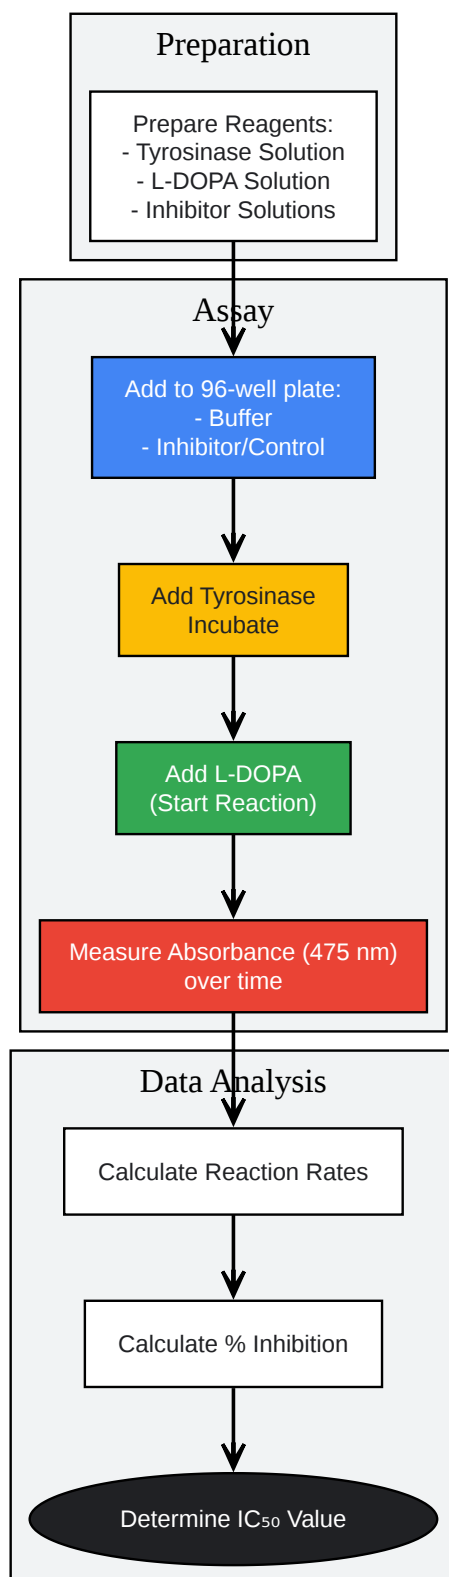 Preparation
Prepare Reagents:
- Tyrosinase Solution
- L-DOPA Solution
- Inhibitor Solutions
Assay
Add to 96-well plate:
- Buffer
- Inhibitor/Control
Add Tyrosinase
Incubate
Add L-DOPA
(Start Reaction)
Measure Absorbance (475 nm)
over time
Data Analysis
Calculate Reaction Rates
Calculate % Inhibition
Determine IC₅₀ Value